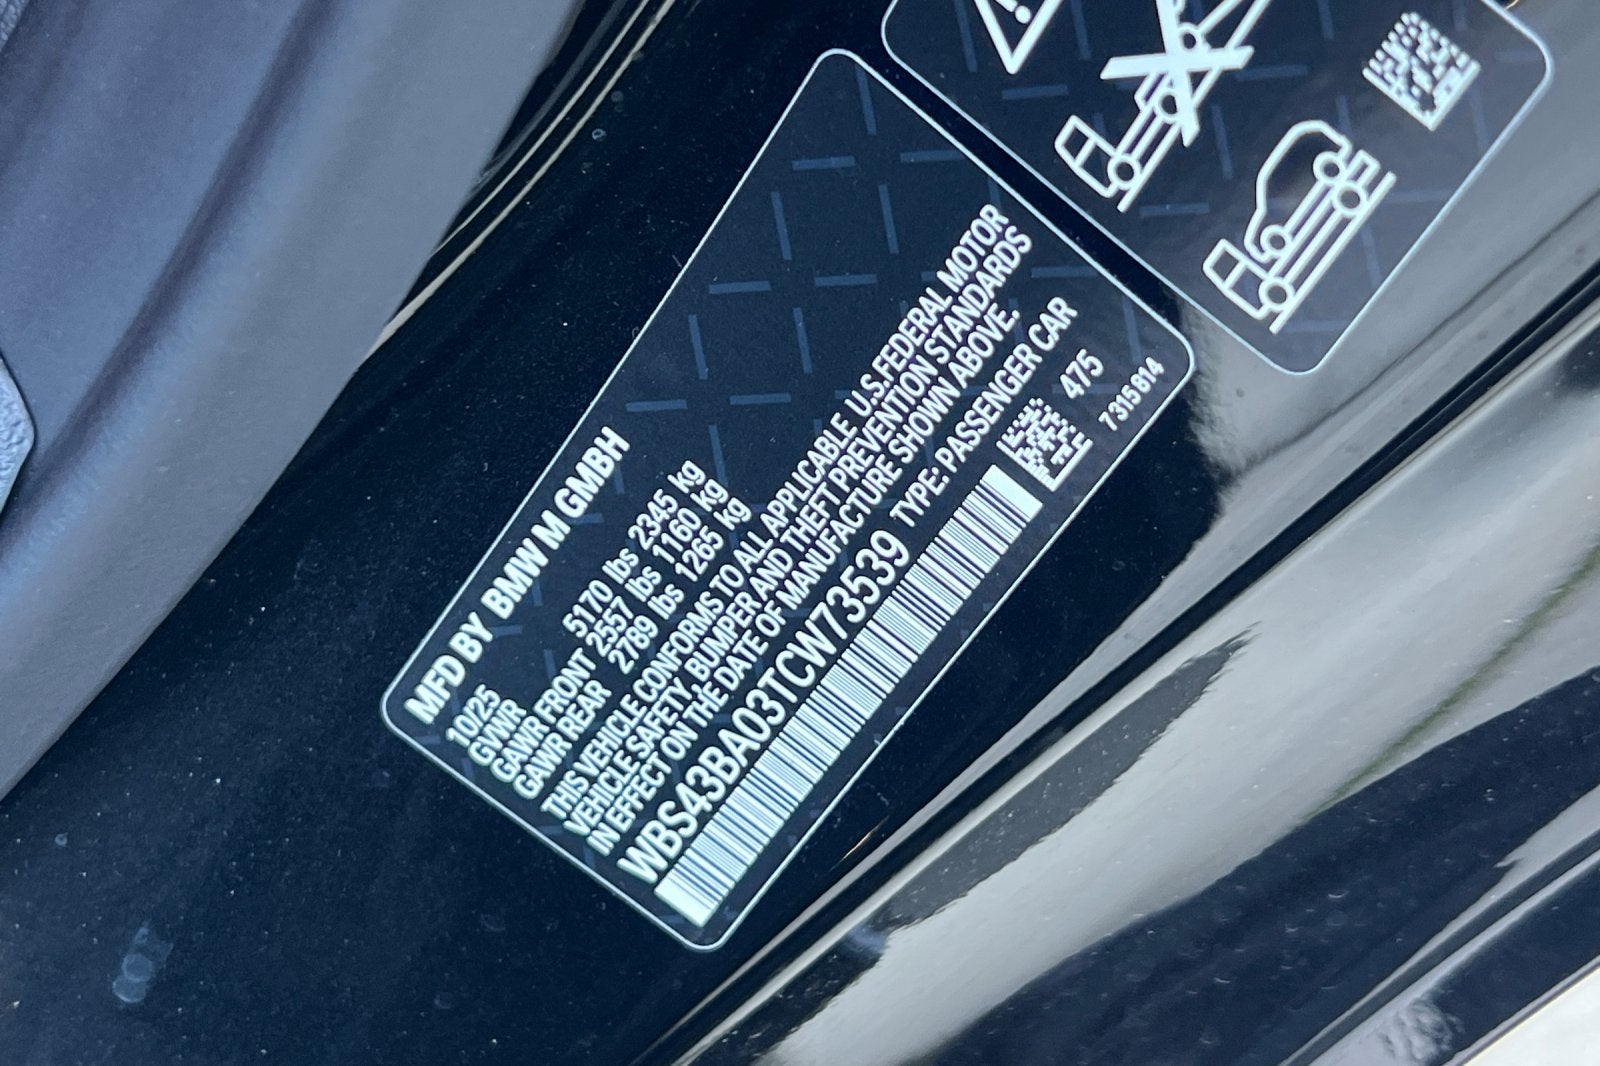 MFD BY BMW M GMBH
10/25
GVWR 5170 lbs 2345 kg
GAWR FRONT 2557 lbs 1160 kg
GAWR REAR 2789 lbs 1265 kg
THIS VEHICLE CONFORMS TO ALL APPLICABLE U.S.FEDERAL MOTOR
VEHICLE SAFETY, BUMPER AND THEFT PREVENTION STANDARDS
IN EFFECT ON THE DATE OF MANUFACTURE SHOWN ABOVE.
WBS43BA03TCW73539 TYPE: PASSENGER CAR
475
7315814